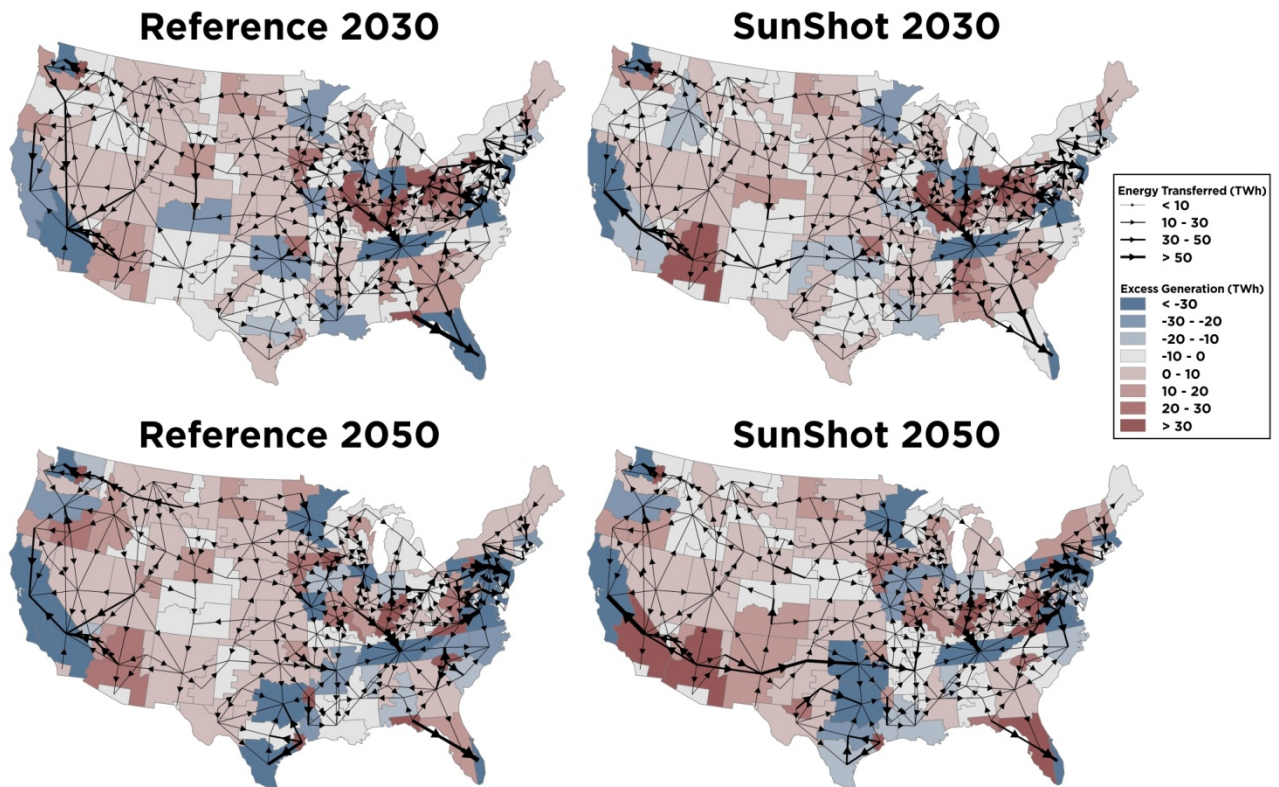 Reference 2030
SunShot 2030
Energy Transferred (TWh)
< 10
10 - 30
30 - 50
> 50
Excess Generation (TWh)
< -30
-30 - -20
-20 - -10
-10 - 0
0 - 10
10 - 20
20 - 30
> 30
Reference 2050
SunShot 2050